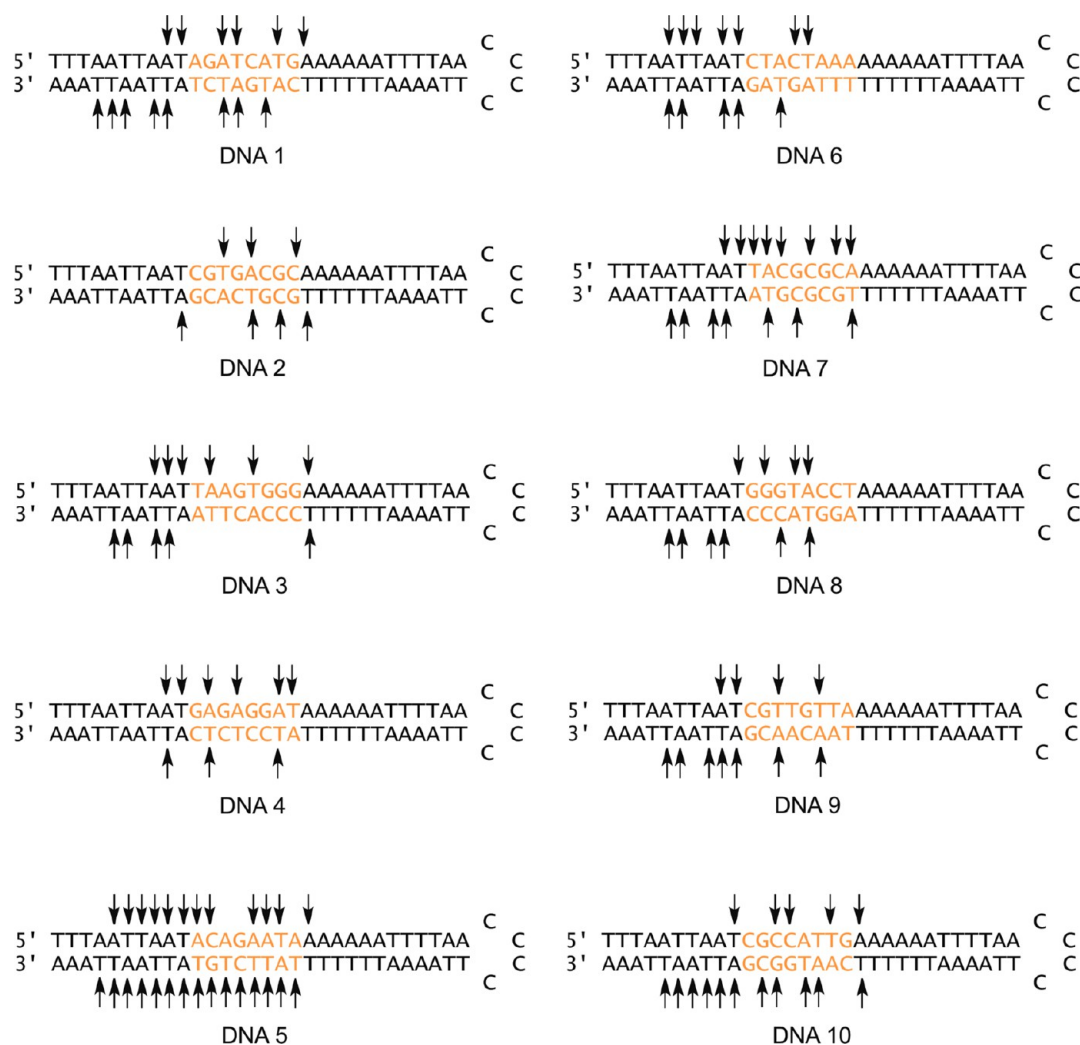 C
5' TTTAATTAATAGATCATGAAAAAATTTTAA C
3' AAATTAATTATCTAGTACTTTTTTAAAATT
C
DNA 1
C
5' TTTAATTAATCGTGACGCAAAAAATTTTAA C
3' AAATTAATTAGCACTGCGTTTTTTAAAATT
C
DNA 2
C
5' TTTAATTAATTAAGTGGGAAAAAATTTTAA C
3' AAATTAATTAATTCACCCTTTTTTAAAATT
C
DNA 3
C
5' TTTAATTAATGAGAGGATAAAAAATTTTAA C
3' AAATTAATTACTCTCCTATTTTTTAAAATT
C
DNA 4
C
5' TTTAATTAATACAGAATAAAAAAATTTTAA C
3' AAATTAATTATGTCTTATTTTTTTAAAATT
C
DNA 5
C
5' TTTAATTAATCTACTAAAAAAAAATTTTAA C
3' AAATTAATTAGATGATTTTTTTTTAAAATT
C
DNA 6
C
5' TTTAATTAATTACGCGCAAAAAAATTTTAA C
3' AAATTAATTAATGCGCGTTTTTTTAAAATT
C
DNA 7
C
5' TTTAATTAATGGGTACCTAAAAAATTTTAA C
3' AAATTAATTACCCATGGATTTTTTAAAATT
C
DNA 8
C
5' TTTAATTAATCGTTGTTAAAAAAATTTTAA C
3' AAATTAATTAGCAACAATTTTTTTAAAATT
C
DNA 9
C
5' TTTAATTAATCGCCATTGAAAAAATTTTAA C
3' AAATTAATTAGCGGTAACTTTTTTAAAATT
C
DNA 10